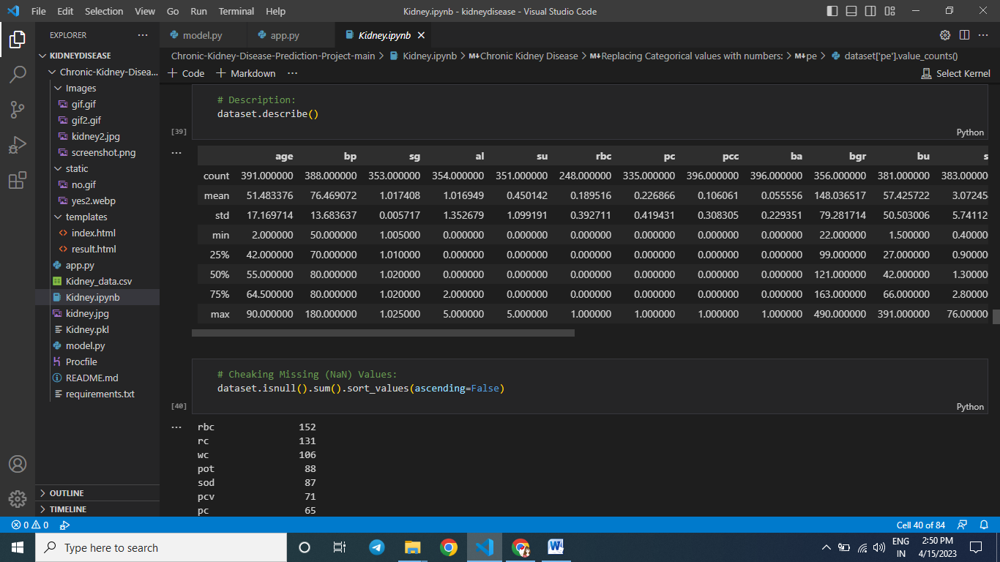 File Edit Selection View Go Run Terminal Help Kidney.ipynb - kidneydisease - Visual Studio Code
EXPLORER ···
model.py app.py Kidney.ipynb
KIDNEYDISEASE
Chronic-Kidney-Disea...
Images
gif.gif
gif2.gif
kidney2.jpg
screenshot.png
static
no.gif
yes2.webp
templates
index.html
result.html
app.py
Kidney_data.csv
Kidney.ipynb
kidney.jpg
Kidney.pkl
model.py
Procfile
README.md
requirements.txt
OUTLINE
TIMELINE
Chronic-Kidney-Disease-Prediction-Project-main > Kidney.ipynb > M↓Chronic Kidney Disease > M↓Replacing Categorical values with numbers: > M↓pe > dataset['pe'].value_counts()
+ Code + Markdown ··· Select Kernel
# Description:
dataset.describe()
[39] Python
age bp sg al su rbc pc pcc ba bgr bu s
count 391.000000 388.000000 353.000000 354.000000 351.000000 248.000000 335.000000 396.000000 396.000000 356.000000 381.000000 383.00000
mean 51.483376 76.469072 1.017408 1.016949 0.450142 0.189516 0.226866 0.106061 0.055556 148.036517 57.425722 3.07245
std 17.169714 13.683637 0.005717 1.352679 1.099191 0.392711 0.419431 0.308305 0.229351 79.281714 50.503006 5.74112
min 2.000000 50.000000 1.005000 0.000000 0.000000 0.000000 0.000000 0.000000 0.000000 22.000000 1.500000 0.40000
25% 42.000000 70.000000 1.010000 0.000000 0.000000 0.000000 0.000000 0.000000 0.000000 99.000000 27.000000 0.90000
50% 55.000000 80.000000 1.020000 0.000000 0.000000 0.000000 0.000000 0.000000 0.000000 121.000000 42.000000 1.30000
75% 64.500000 80.000000 1.020000 2.000000 0.000000 0.000000 0.000000 0.000000 0.000000 163.000000 66.000000 2.80000
max 90.000000 180.000000 1.025000 5.000000 5.000000 1.000000 1.000000 1.000000 1.000000 490.000000 391.000000 76.00000
# Cheaking Missing (NaN) Values:
dataset.isnull().sum().sort_values(ascending=False)
[40] Python
rbc 152
rc 131
wc 106
pot 88
sod 87
pcv 71
pc 65
0 0 Cell 40 of 84
Type here to search
ENG 2:50 PM
IN 4/15/2023